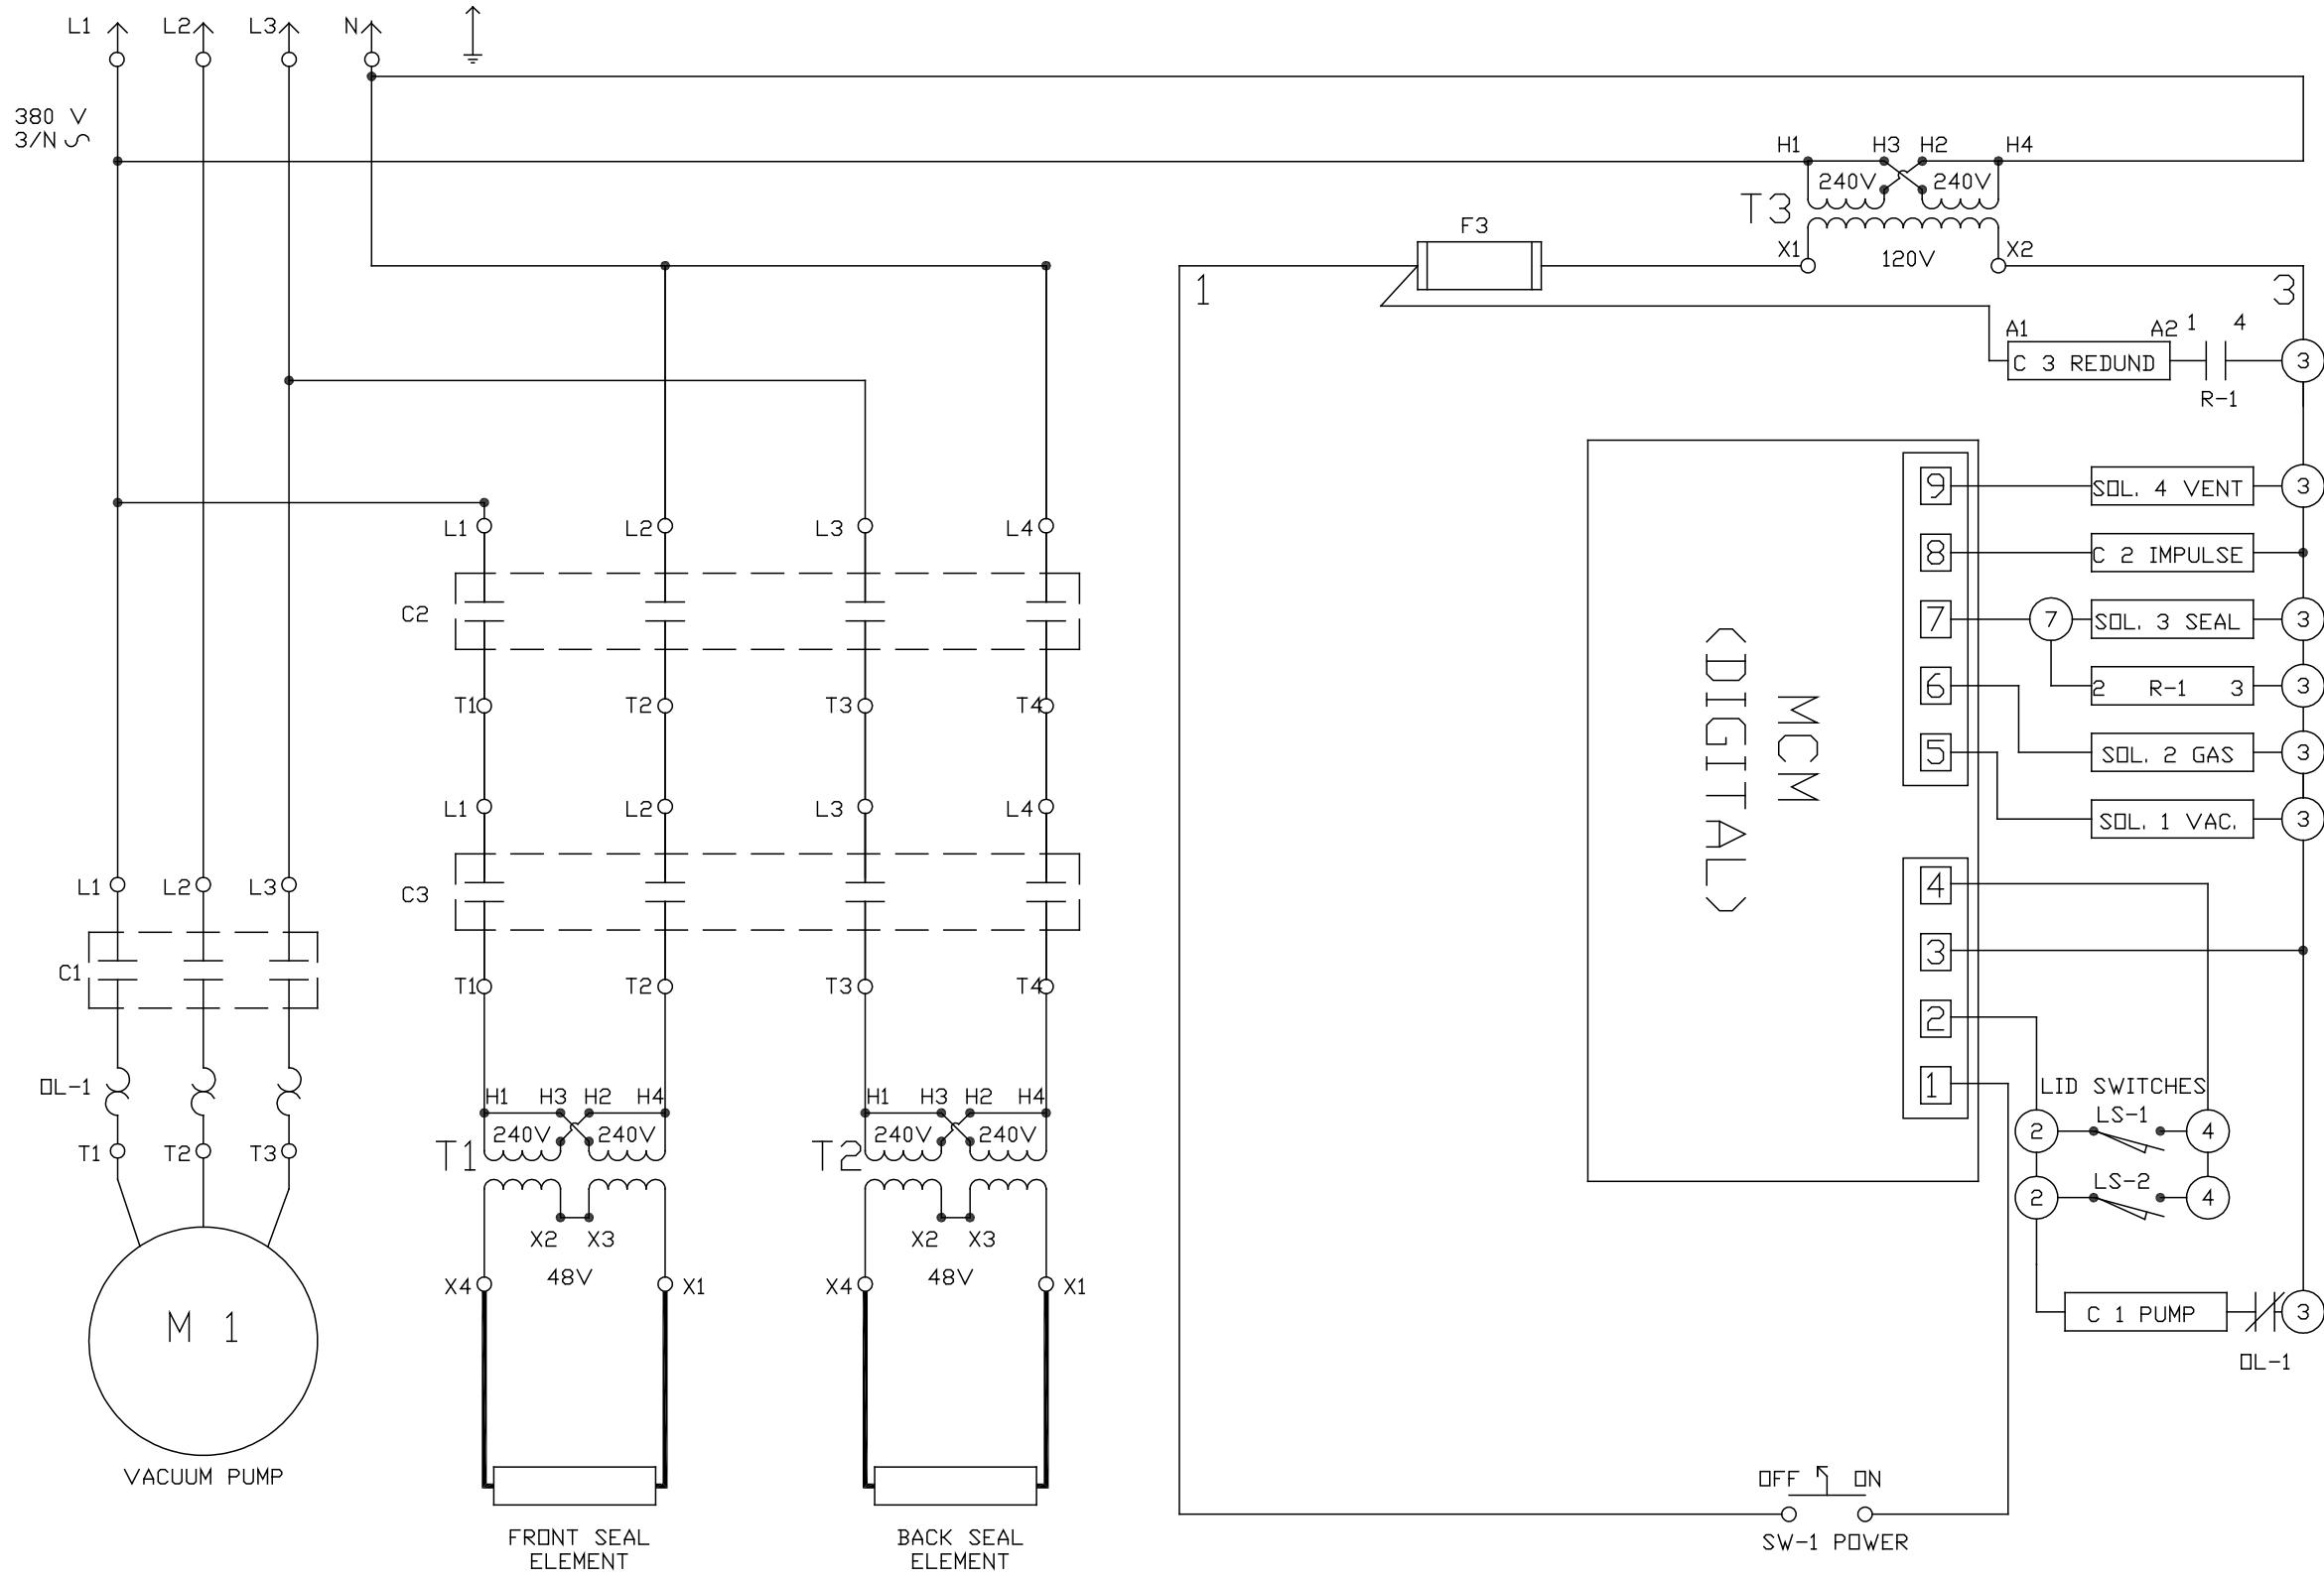 L1 L2 L3 N
380 V
3/N
H1 H3 H2 H4
240V 240V
T3
F3
X1 120V X2
1 3
A1 A2 1 4
C 3 REDUND 3
R-1
9 SOL. 4 VENT 3
L1 L2 L3 L4
8 C 2 IMPULSE
C2
7 7 SOL. 3 SEAL 3
6 2 R-1 3 3
T1 T2 T3 T4
MCM
(DIGITAL)
5 SOL. 2 GAS 3
L1 L2 L3 L4
SOL. 1 VAC. 3
L1 L2 L3
C3
4
3
C1
T1 T2 T3 T4
2
OL-1
1
LID SWITCHES
H1 H3 H2 H4
H1 H3 H2 H4
LS-1
2 4
240V 240V
240V 240V
T1
T2
T1 T2 T3
LS-2
2 4
X2 X3
X2 X3
X4 48V X1
X4 48V X1
M 1
C 1 PUMP 3
OL-1
VACUUM PUMP
OFF ON
FRONT SEAL
ELEMENT
BACK SEAL
ELEMENT
SW-1 POWER